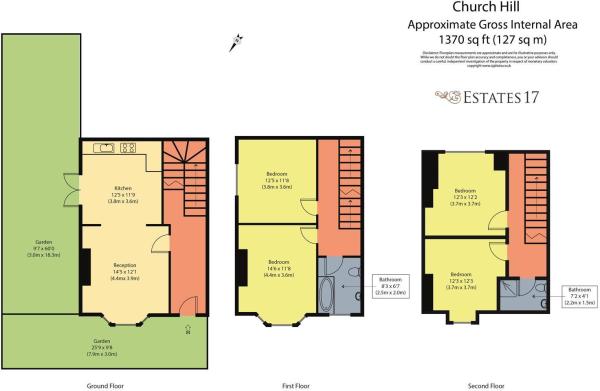 Church Hill
Approximate Gross Internal Area
1370 sq ft (127 sq m)
Disclaimer: Floorplan measurements are approximate and are for illustrative purposes only.
While we do not doubt the floor plan accuracy and completeness, you or your advisors should
conduct a careful, independent investigation of the property in respect of monetary valuation.
ESTATES 17
Kitchen
12'5 x 11'9
(3.8m x 3.6m)
Reception
14'5 x 12'1
(4.4mx 3.9m)
Garden
9'7 x 60'0
(3.0m x 18.3m)
IN
Garden
25'9 x 9'8
(7.9m x 3.0m)
Ground Floor
Bedroom
12'5 x 11'8
(3.8m x 3.6m)
Bedroom
14'6 x 11'8
(4.4m x 3.6m)
Bathroom
8'3 x 6'7
(2.5m x 2.0m)
First Floor
Bedroom
12'3 x 12'2
(3.7m x 3.7m)
Bedroom
12'3 x 12'3
(3.7m x 3.7m)
Bathroom
7'2 x 4'1
(2.2m x 1.5m)
Second Floor